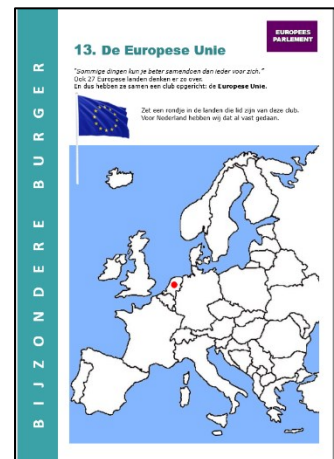 EUROPEES
PARLEMENT
13. De Europese Unie
"Sommige dingen kun je beter samendoen dan ieder voor zich."
Ook 27 Europese landen denken er zo over.
En dus hebben ze samen een club opgericht: de Europese Unie.
Zet een rondje in de landen die lid zijn van deze club.
Voor Nederland hebben wij dat al vast gedaan.
BIJZONDERE BURGER